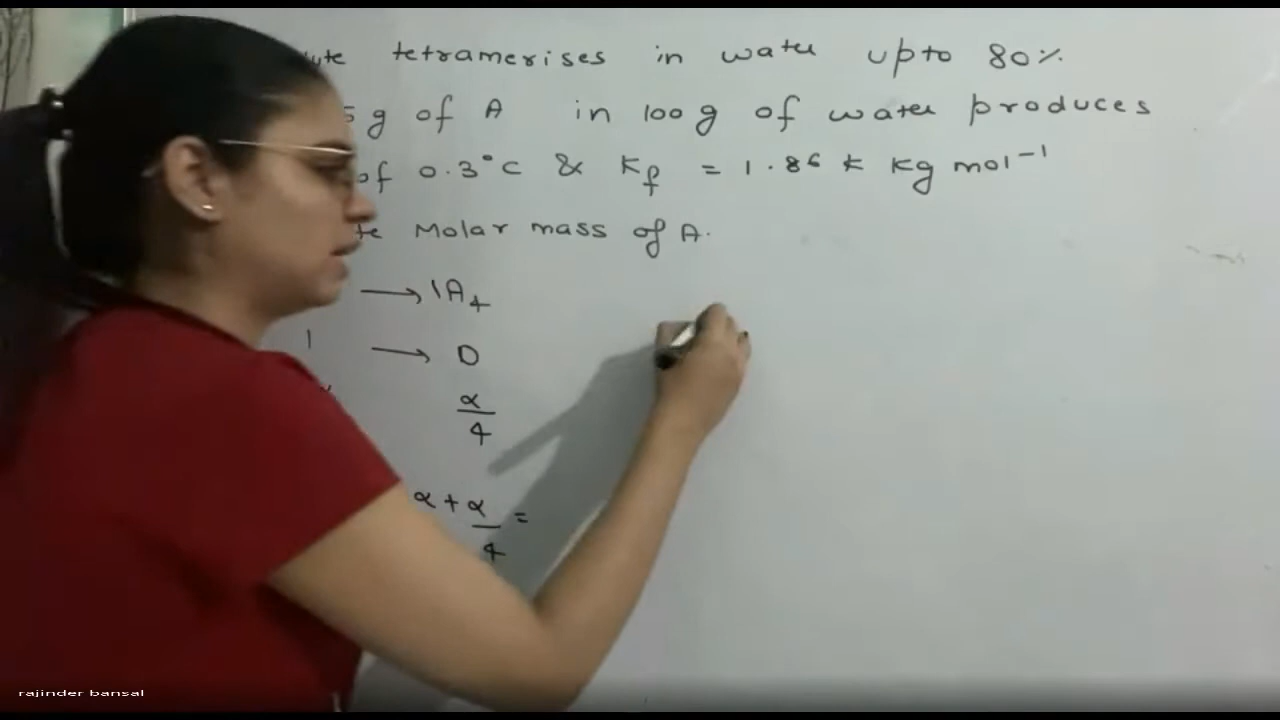 tetramerises in water upto 80%
g of A in 100g of water produces
of 0.3°C & Kf = 1.86 K Kg mol⁻¹
Molar mass of A.
→ 1A₄
1 → 0
α/4
α + α/4 =
rajinder bansal